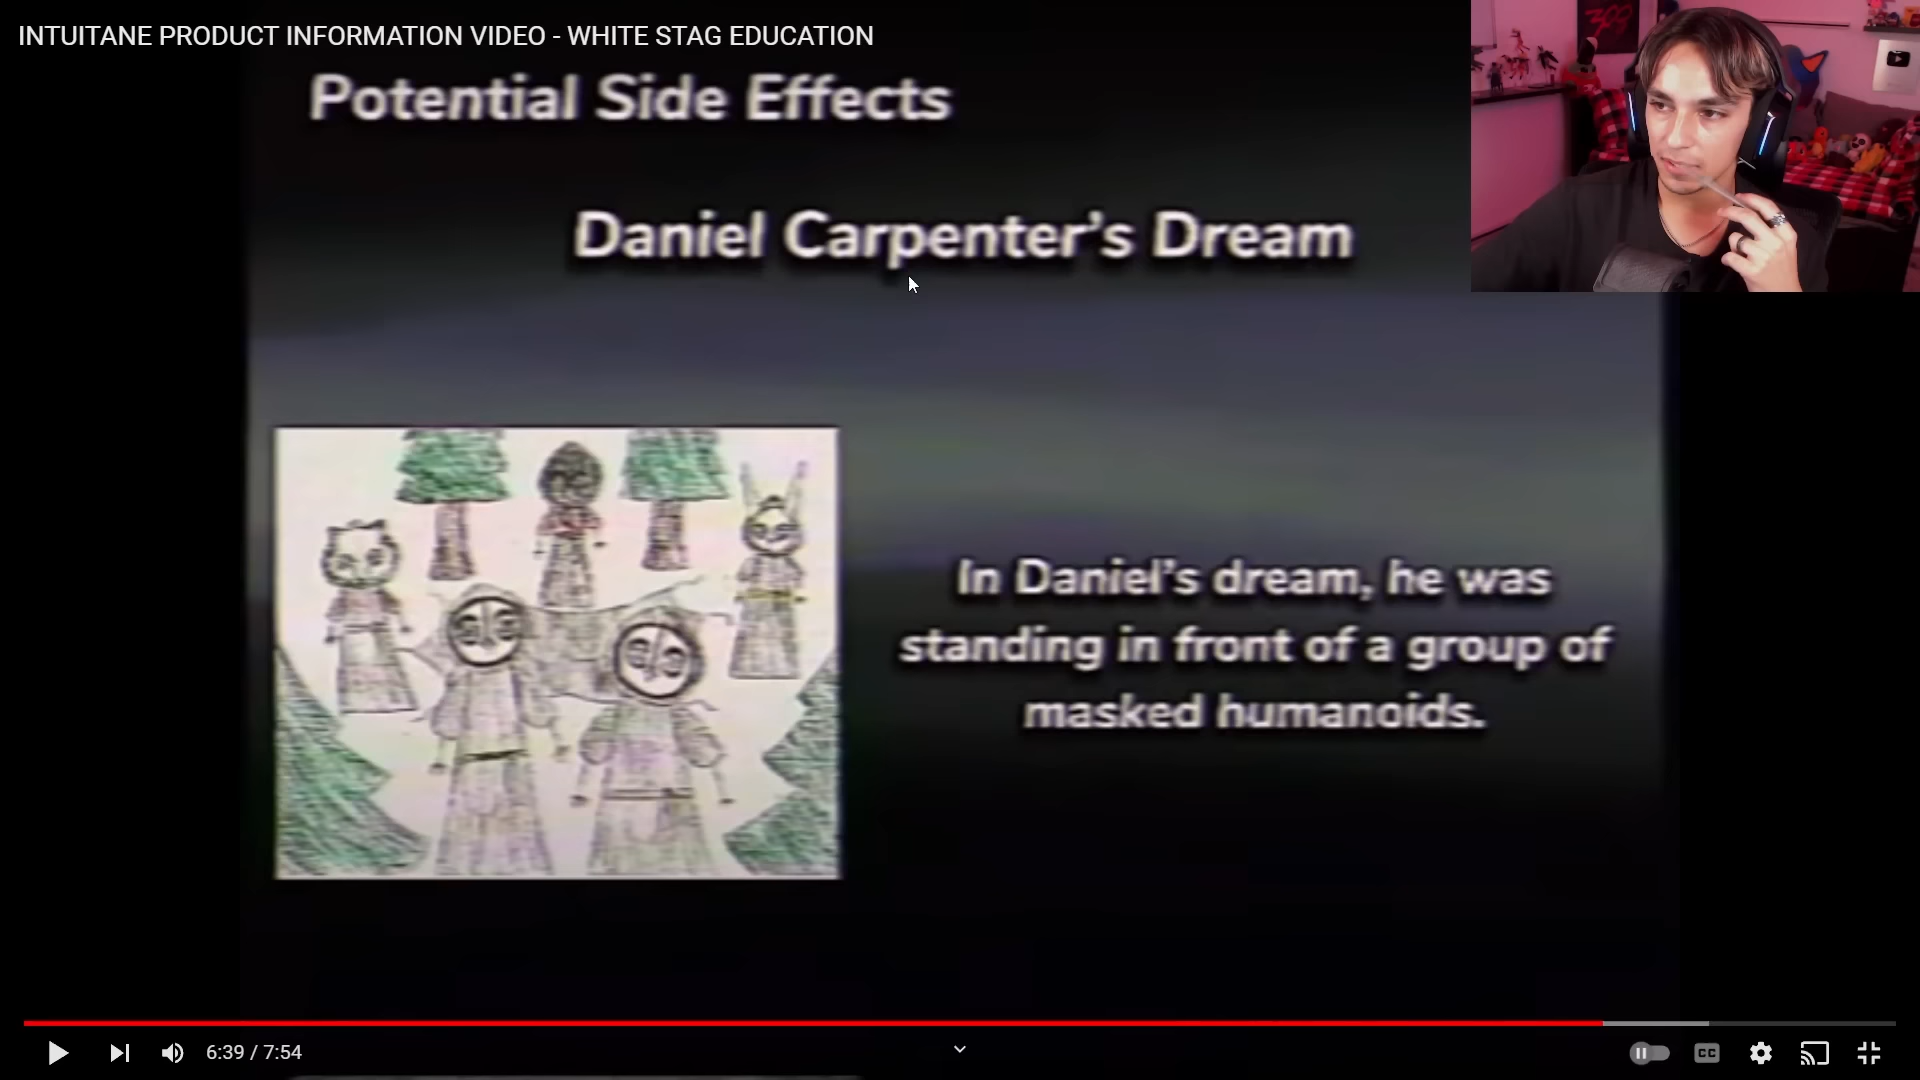 INTUITANE PRODUCT INFORMATION VIDEO - WHITE STAG EDUCATION
Potential Side Effects
Daniel Carpenter's Dream
In Daniel's dream, he was
standing in front of a group of
masked humanoids.
6:39 / 7:54
CC